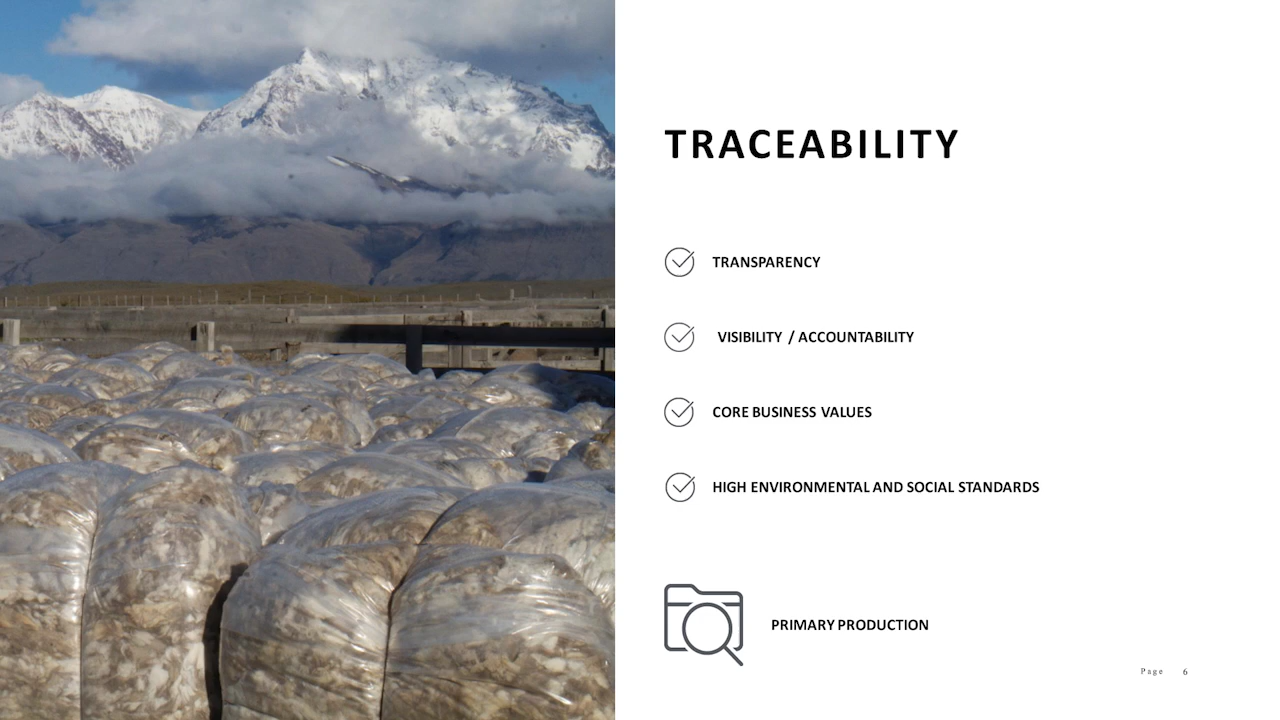 TRACEABILITY
TRANSPARENCY
VISIBILITY / ACCOUNTABILITY
CORE BUSINESS VALUES
HIGH ENVIRONMENTAL AND SOCIAL STANDARDS
PRIMARY PRODUCTION
Page 6